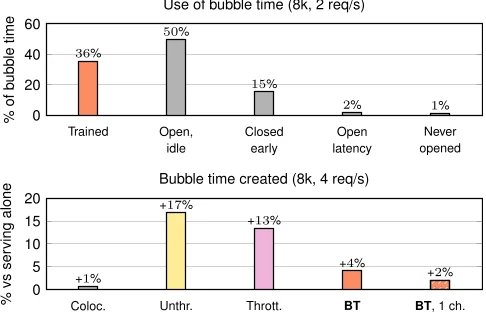 Use of bubble time (8k, 2 req/s)
% of bubble time
60
40
20
0
36%
50%
15%
2%
1%
Trained
Open,
idle
Closed
early
Open
latency
Never
opened
Bubble time created (8k, 4 req/s)
% vs serving alone
20
15
10
5
0
+1%
+17%
+13%
+4%
+2%
Coloc.
Unthr.
Thrott.
BT
BT, 1 ch.